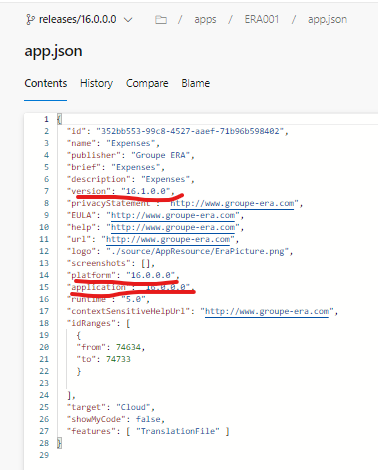 releases/16.0.0.0 / apps / ERA001 / app.json
app.json
Contents History Compare Blame
1 {
2 "id": "352bb553-99c8-4527-aaef-71b96b598402",
3 "name": "Expenses",
4 "publisher": "Groupe ERA",
5 "brief": "Expenses",
6 "description": "Expenses",
7 "version": "16.1.0.0",
8 "privacyStatement": "http://www.groupe-era.com",
9 "EULA": "http://www.groupe-era.com",
10 "help": "http://www.groupe-era.com",
11 "url": "http://www.groupe-era.com",
12 "logo": "./source/AppResource/EraPicture.png",
13 "screenshots": [],
14 "platform": "16.0.0.0",
15 "application": "16.0.0.0",
16 "runtime": "5.0",
17 "contextSensitiveHelpUrl": "http://www.groupe-era.com",
18 "idRanges": [
19 {
20 "from": 74634,
21 "to": 74733
22 }
23
24 ],
25 "target": "Cloud",
26 "showMyCode": false,
27 "features": [ "TranslationFile" ]
28 }
29